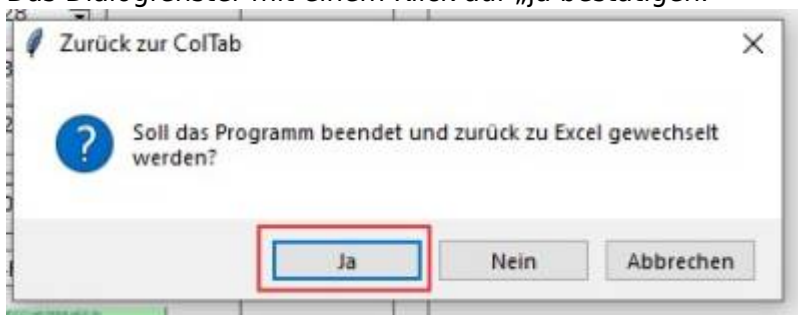 Das Dialogfenster mit einem Klick auf „Ja bestätigen.
28
Zurück zur ColTab
Soll das Programm beendet und zurück zu Excel gewechselt
werden?
Ja
Nein
Abbrechen